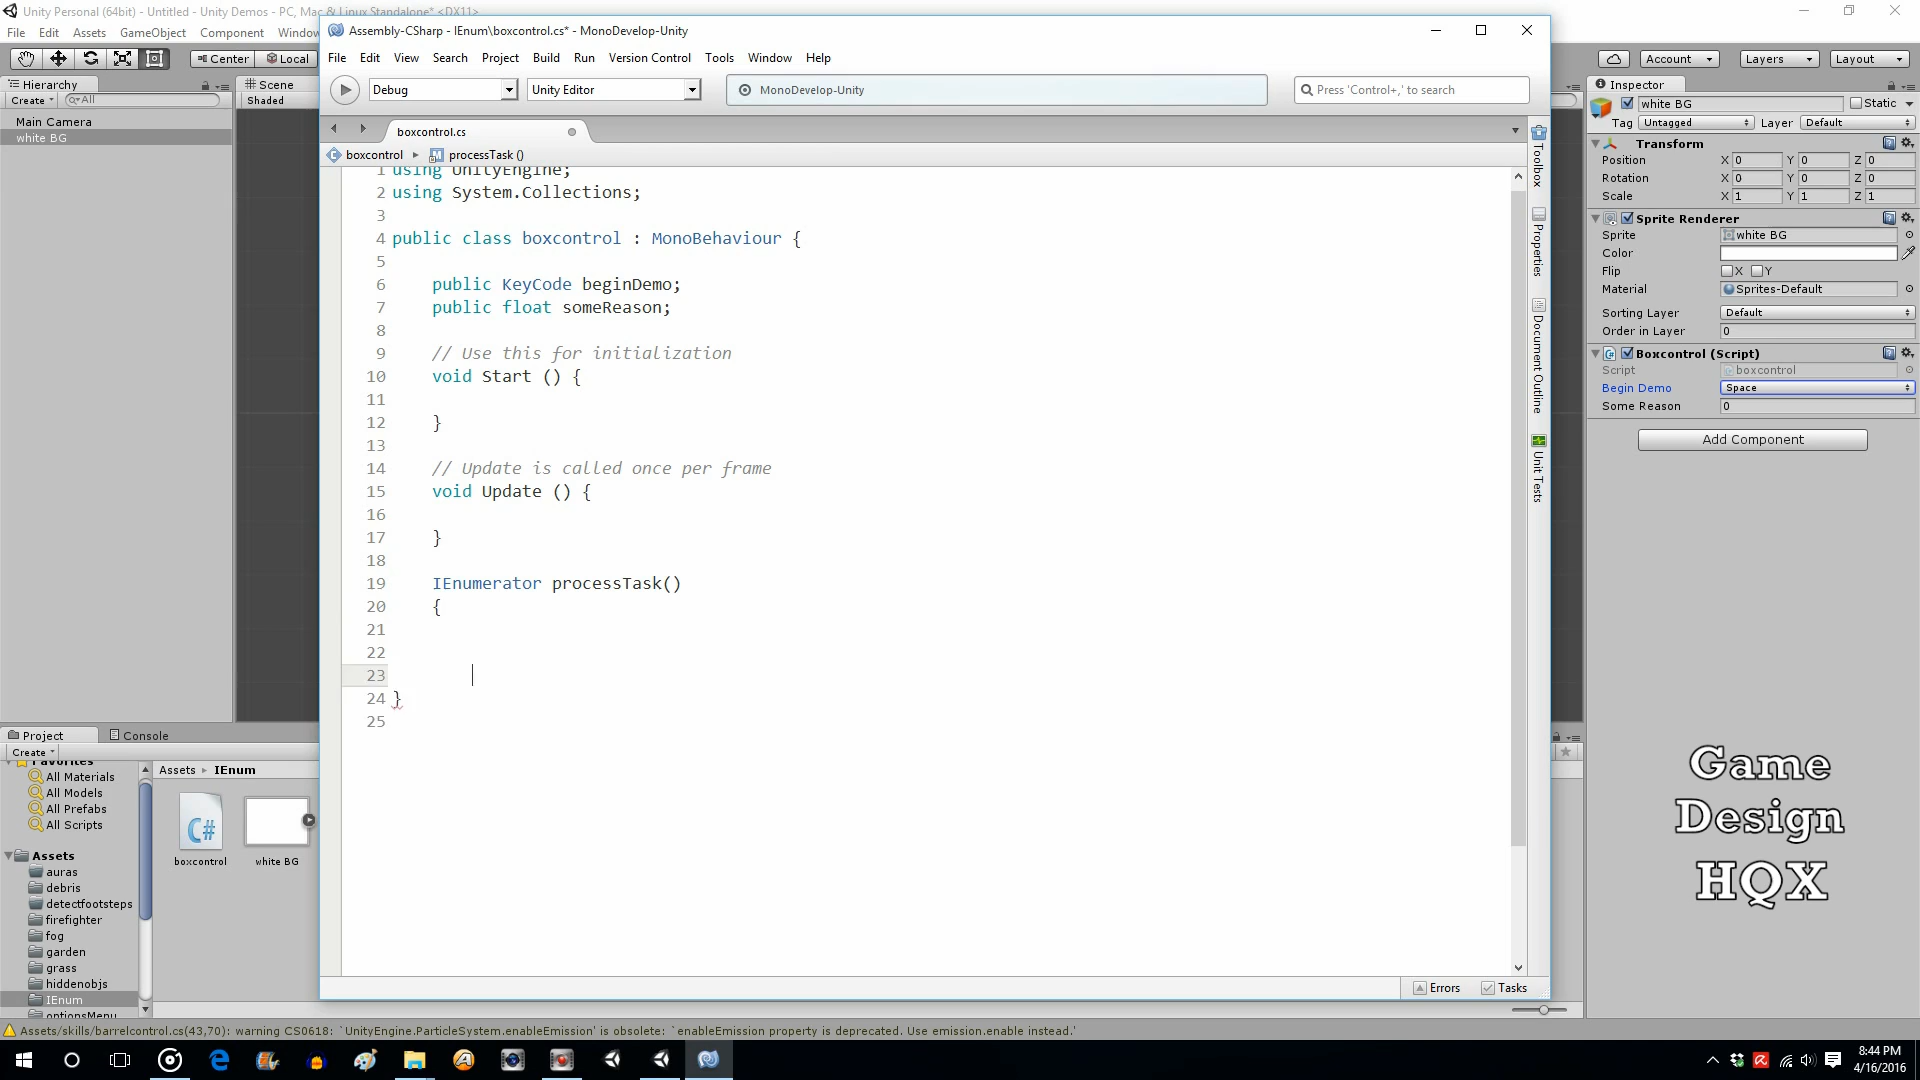 Unity Personal (64bit) - Untitled - Unity Demos - PC, Mac & Linux Standalone* <DX11>
File Edit Assets GameObject Component Window
Center Local
Account Layers Layout
Hierarchy
Create All
Main Camera
white BG
Scene
Shaded
Assembly-CSharp - IEnum\boxcontrol.cs* - MonoDevelop-Unity
File Edit View Search Project Build Run Version Control Tools Window Help
Debug Unity Editor MonoDevelop-Unity Press 'Control+,' to search
boxcontrol.cs
boxcontrol processTask ()
1 using UnityEngine;
2 using System.Collections;
3
4 public class boxcontrol : MonoBehaviour {
5
6 public KeyCode beginDemo;
7 public float someReason;
8
9 // Use this for initialization
10 void Start () {
11
12 }
13
14 // Update is called once per frame
15 void Update () {
16
17 }
18
19 IEnumerator processTask()
20 {
21
22
23
24 }
25
Errors Tasks
Toolbox
Properties
Document Outline
Unit Tests
Inspector
white BG Static
Tag Untagged Layer Default
Transform
Position X 0 Y 0 Z 0
Rotation X 0 Y 0 Z 0
Scale X 1 Y 1 Z 1
Sprite Renderer
Sprite white BG
Color
Flip X Y
Material Sprites-Default
Sorting Layer Default
Order in Layer 0
Boxcontrol (Script)
Script boxcontrol
Begin Demo Space
Some Reason 0
Add Component
Game
Design
HQX
Project Console
Create
Favorites
All Materials
All Models
All Prefabs
All Scripts
Assets
auras
debris
detectfootsteps
firefighter
fog
garden
grass
hiddenobjs
IEnum
optionsMenu
Assets IEnum
C#
boxcontrol white BG
Assets/skills/barrelcontrol.cs(43,70): warning CS0618: `UnityEngine.ParticleSystem.enableEmission' is obsolete: `enableEmission property is deprecated. Use emission.enable instead.'
8:44 PM
4/16/2016